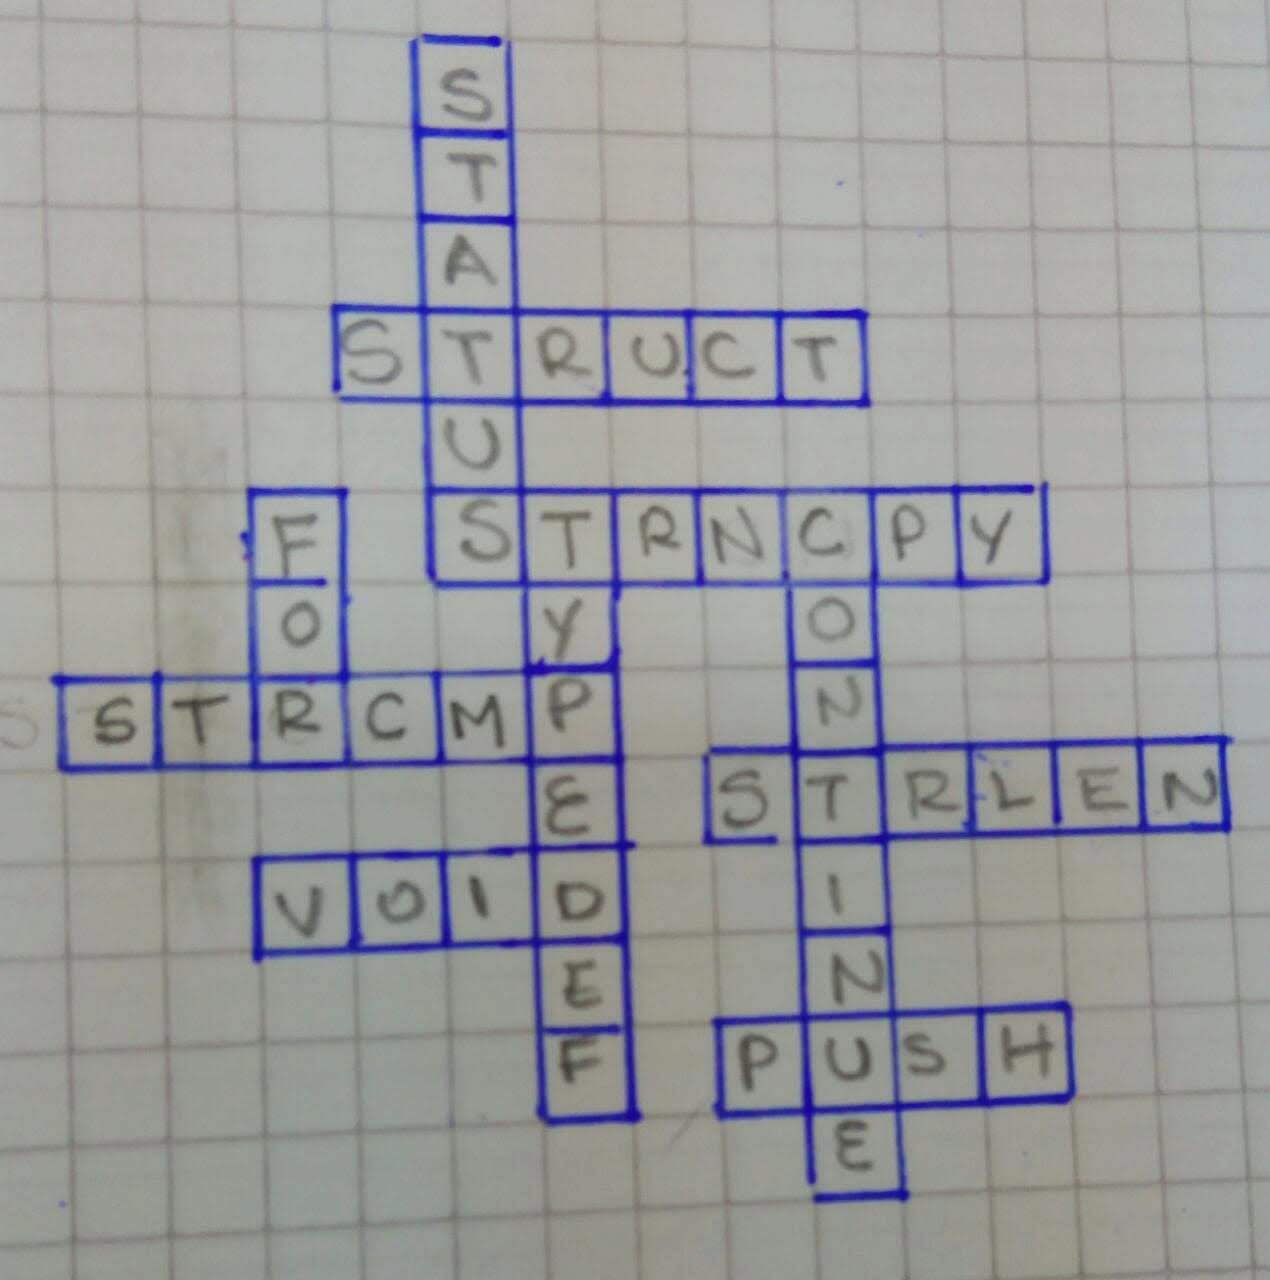 S
T
A
STRUCT
U
STRNCPY
F
O Y O
N
S STRCMP
E STRLEN
VOID I
E N
F PUSH
E